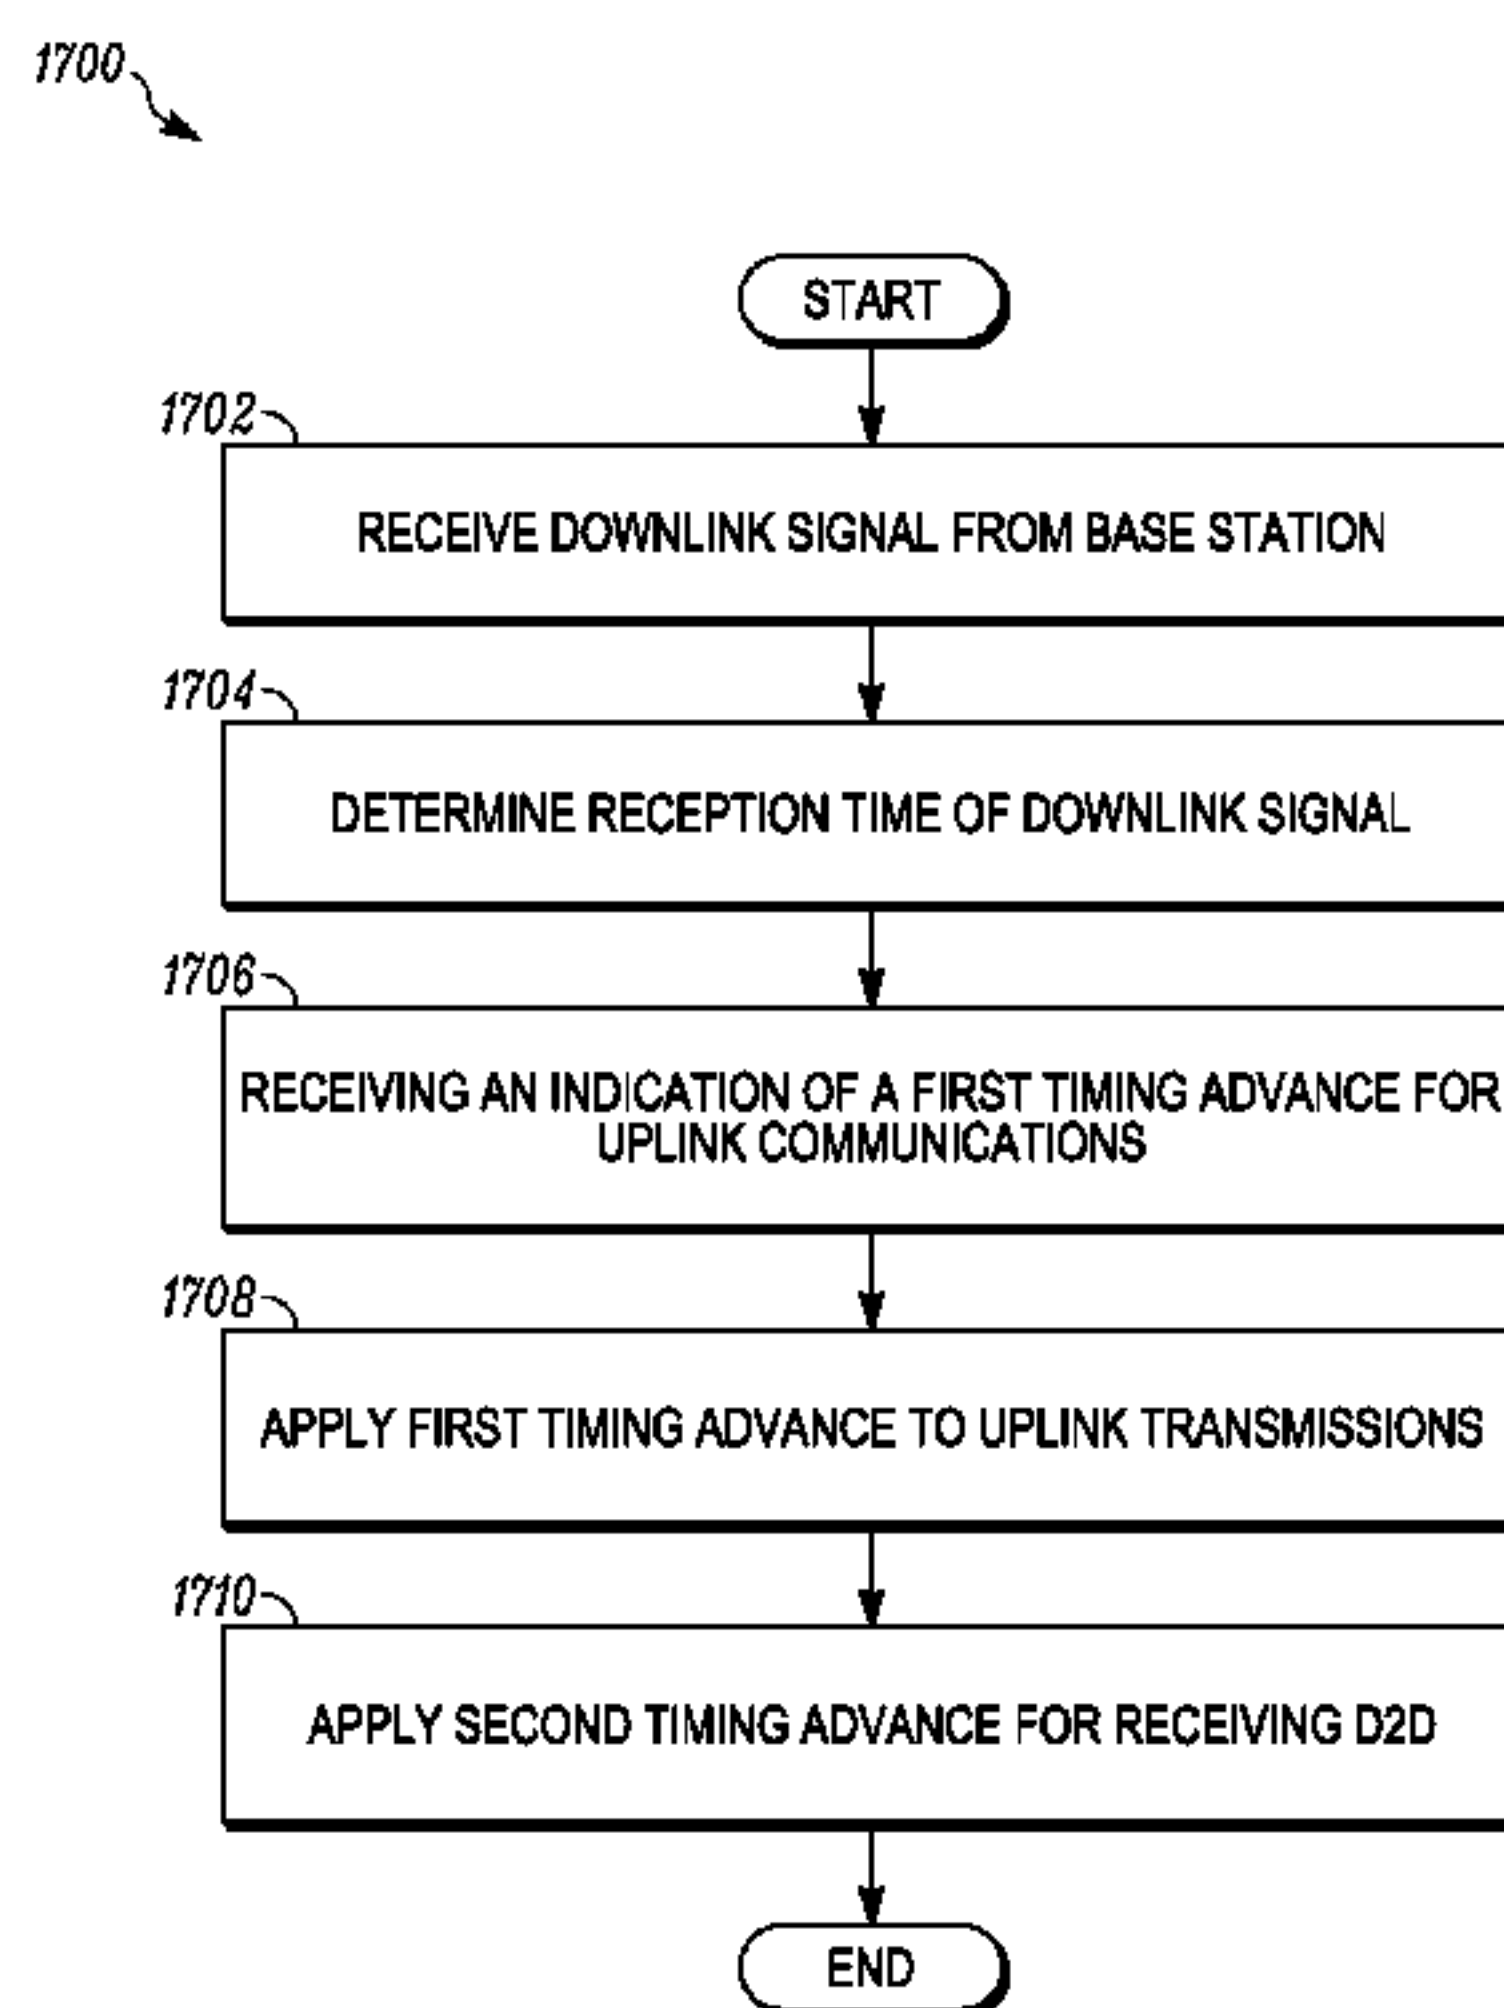 1700
START
1702
RECEIVE DOWNLINK SIGNAL FROM BASE STATION
1704
DETERMINE RECEPTION TIME OF DOWNLINK SIGNAL
1706
RECEIVING AN INDICATION OF A FIRST TIMING ADVANCE FOR
UPLINK COMMUNICATIONS
1708
APPLY FIRST TIMING ADVANCE TO UPLINK TRANSMISSIONS
1710
APPLY SECOND TIMING ADVANCE FOR RECEIVING D2D
END